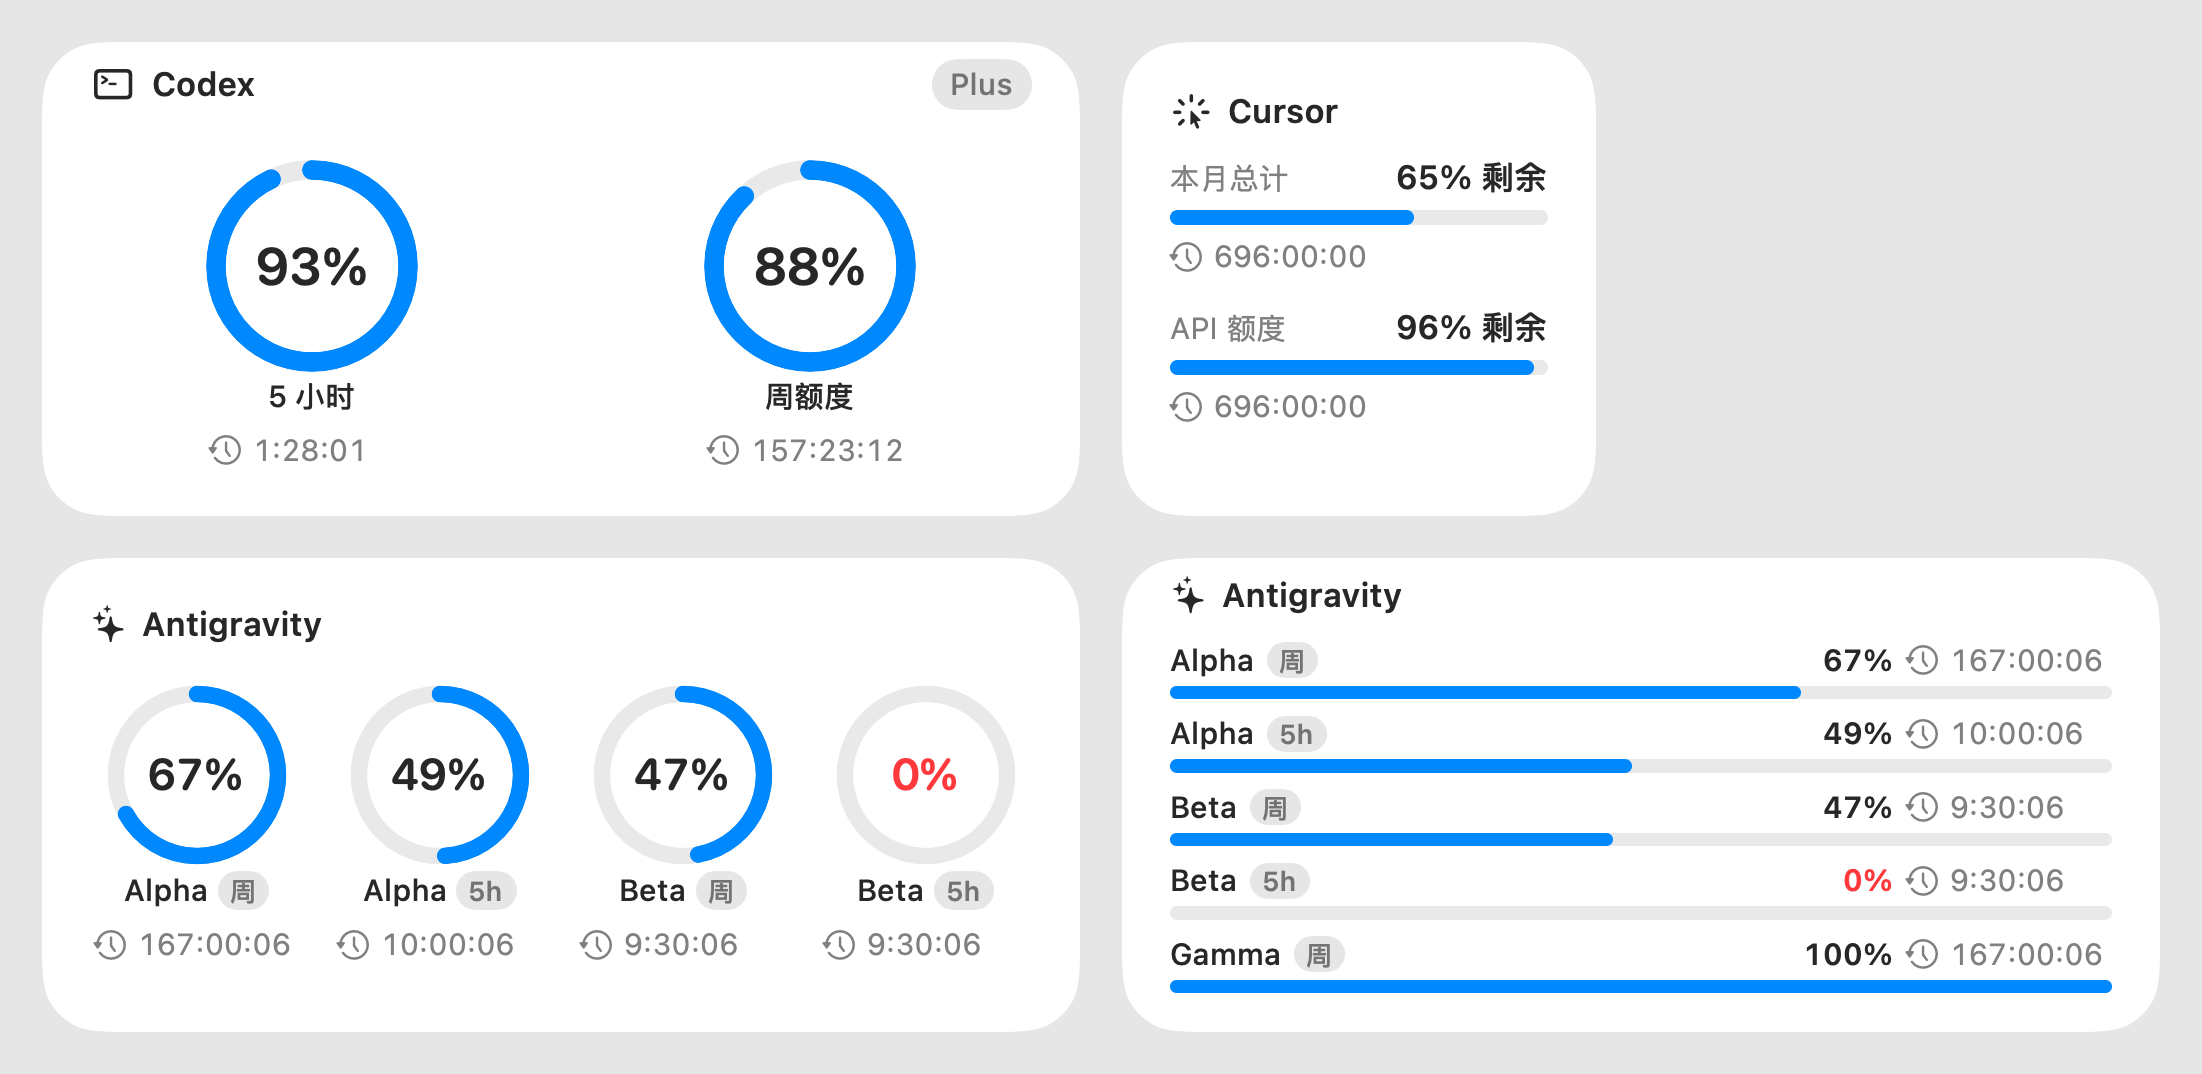 Codex Plus
93% 88%
5 小时 周额度
1:28:01 157:23:12
Cursor
本月总计 65% 剩余
696:00:00
API 额度 96% 剩余
696:00:00
Antigravity
67% 49% 47% 0%
Alpha 周 Alpha 5h Beta 周 Beta 5h
167:00:06 10:00:06 9:30:06 9:30:06
Antigravity
Alpha 周 67% 167:00:06
Alpha 5h 49% 10:00:06
Beta 周 47% 9:30:06
Beta 5h 0% 9:30:06
Gamma 周 100% 167:00:06